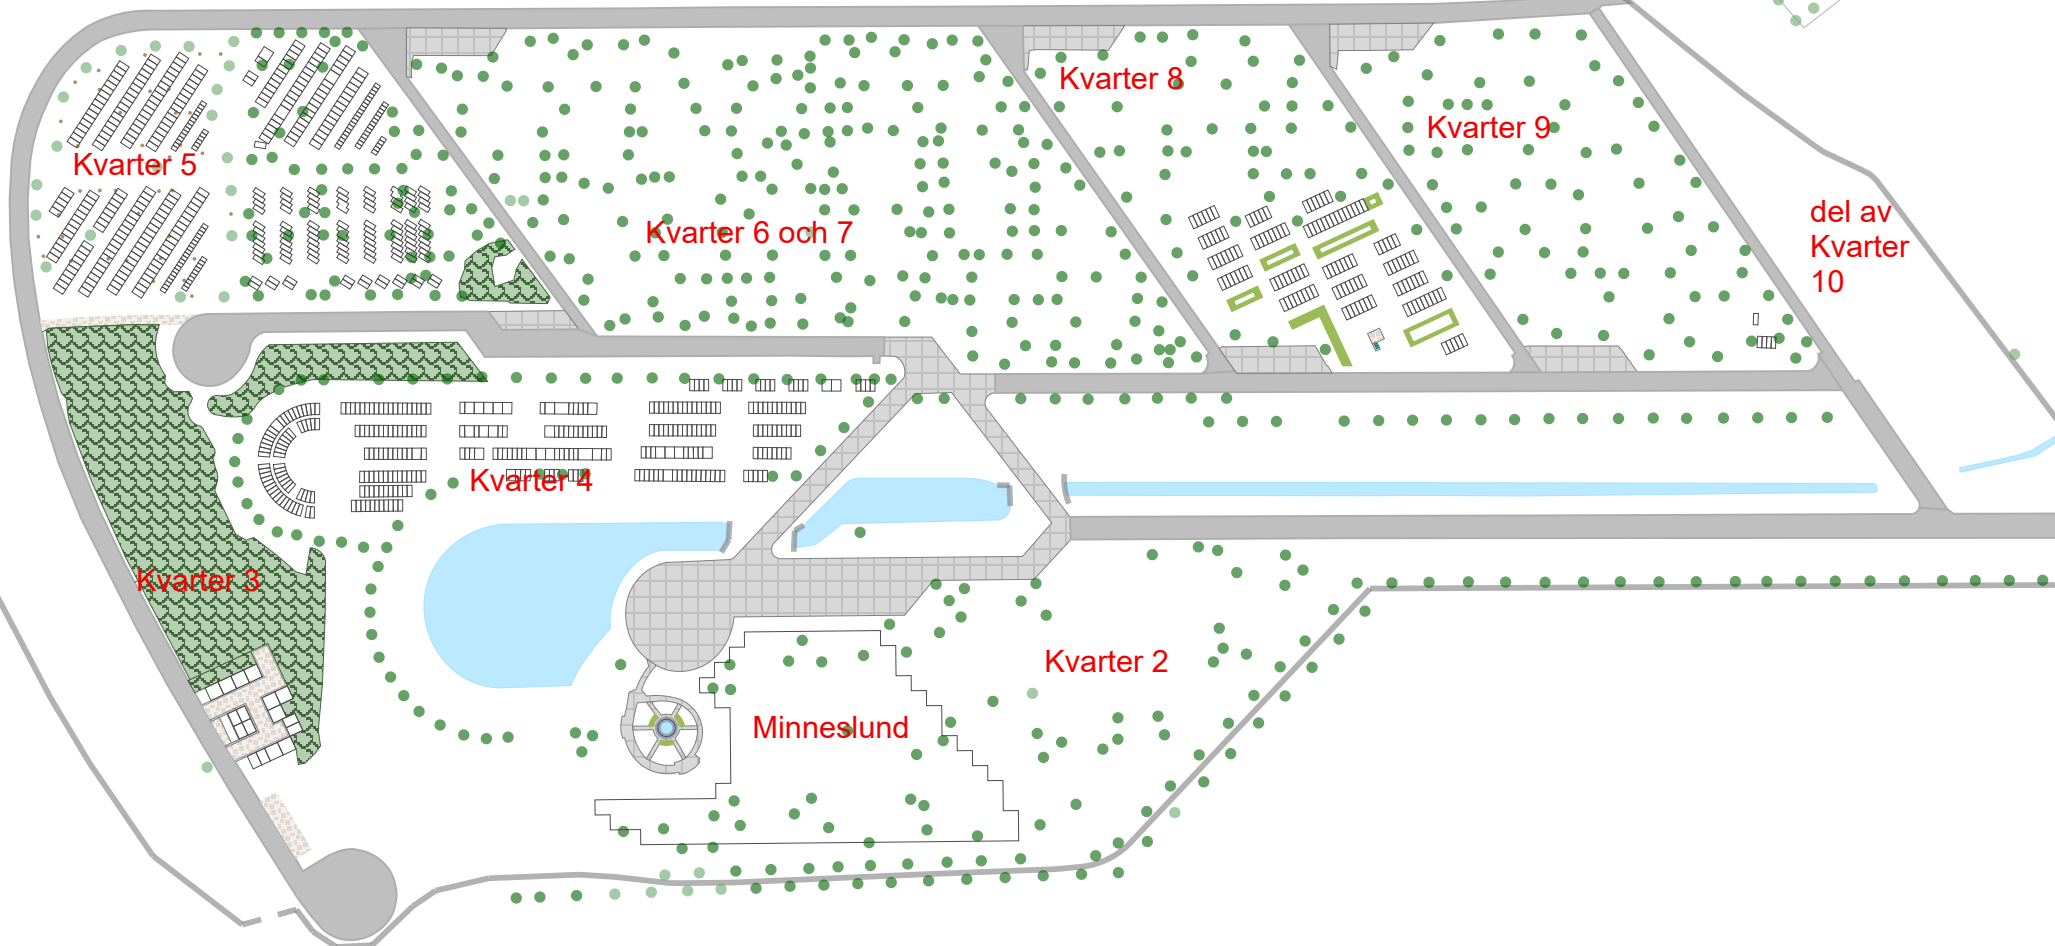 Kvarter 8
Kvarter 9
Kvarter 5
Kvarter 6 och 7
del av
Kvarter
10
Kvarter 4
Kvarter 3
Kvarter 2
Minneslund